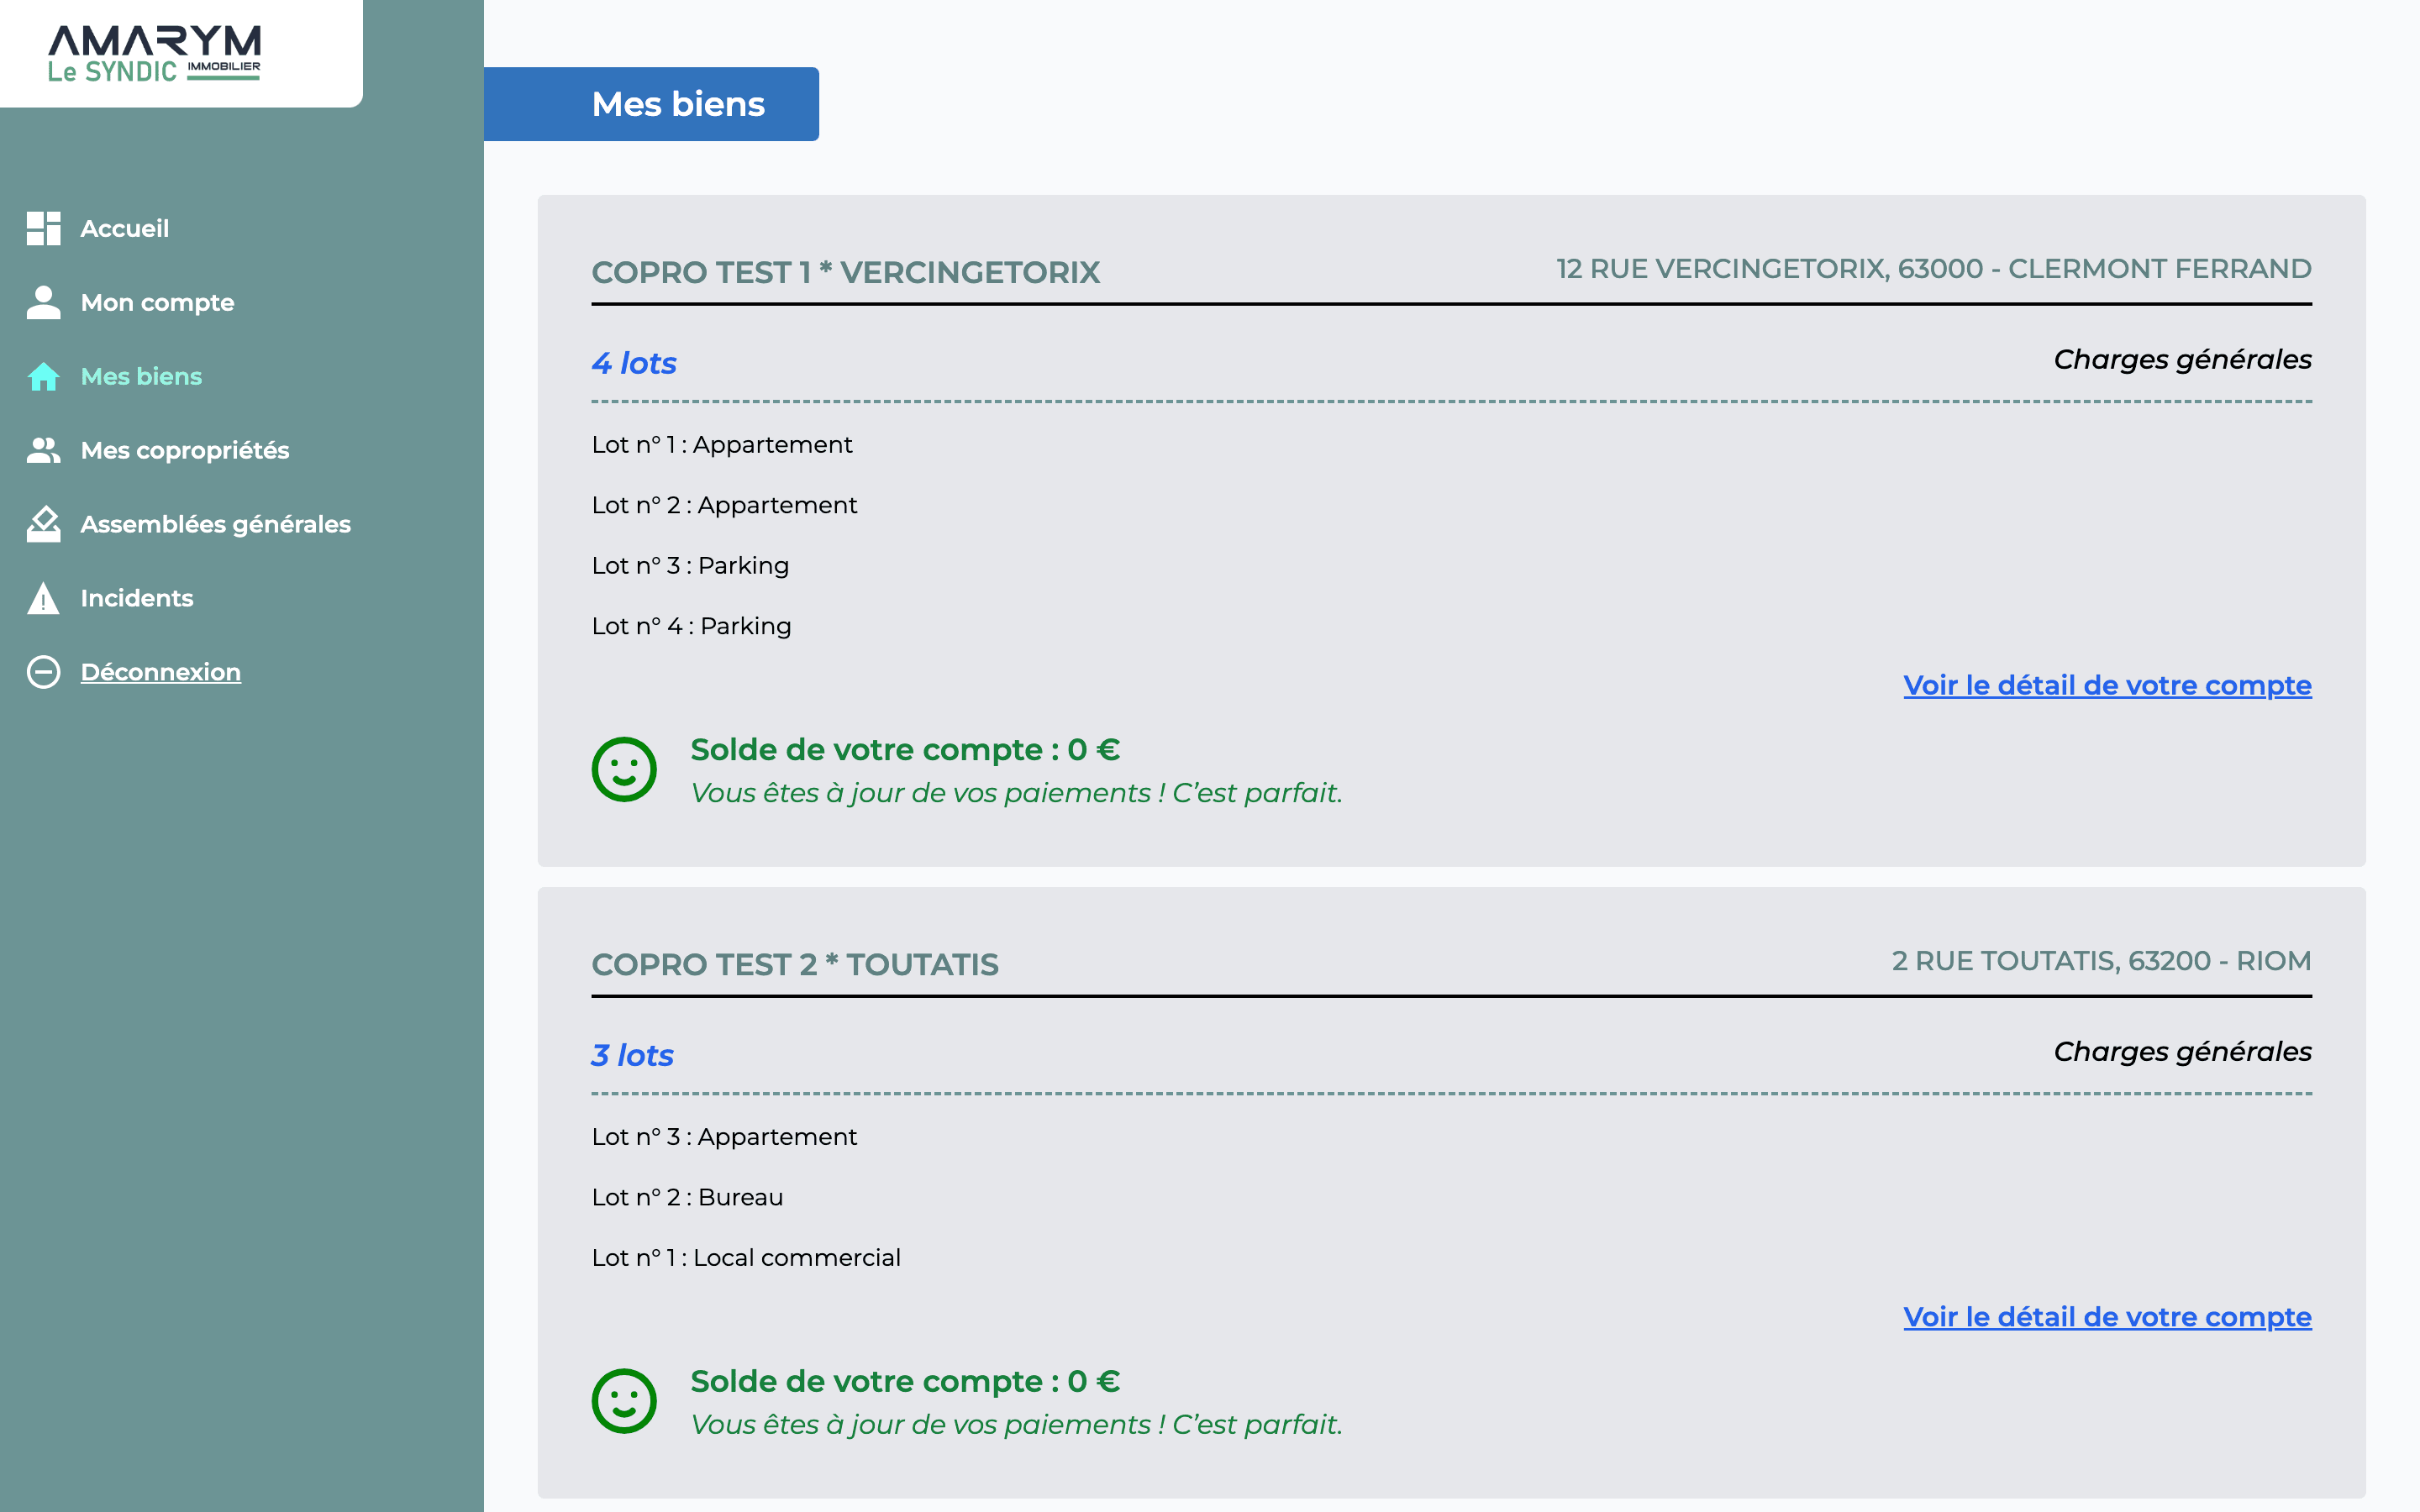 AMARYM
Le SYNDIC IMMOBILIER
Accueil
Mon compte
Mes biens
Mes copropriétés
Assemblées générales
Incidents
Déconnexion
Mes biens
COPRO TEST 1 * VERCINGETORIX
12 RUE VERCINGETORIX, 63000 - CLERMONT FERRAND
4 lots
Charges générales
Lot n° 1 : Appartement
Lot n° 2 : Appartement
Lot n° 3 : Parking
Lot n° 4 : Parking
Voir le détail de votre compte
Solde de votre compte : 0 €
Vous êtes à jour de vos paiements ! C’est parfait.
COPRO TEST 2 * TOUTATIS
2 RUE TOUTATIS, 63200 - RIOM
3 lots
Charges générales
Lot n° 3 : Appartement
Lot n° 2 : Bureau
Lot n° 1 : Local commercial
Voir le détail de votre compte
Solde de votre compte : 0 €
Vous êtes à jour de vos paiements ! C’est parfait.